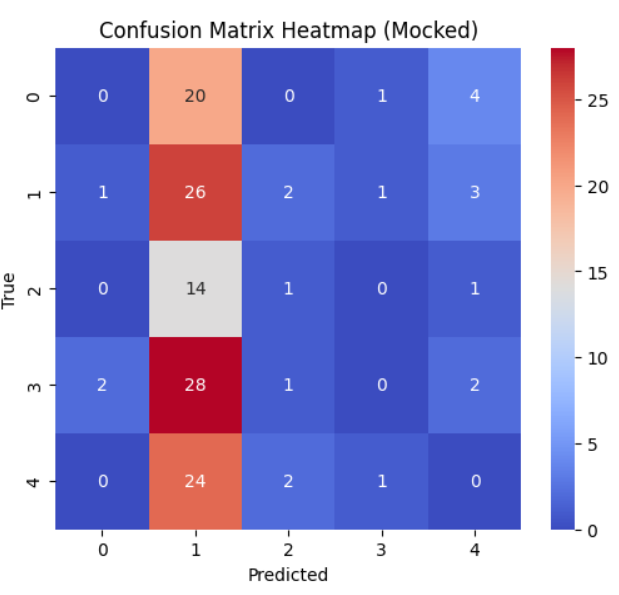 Confusion Matrix Heatmap (Mocked)
0 0 20 0 1 4
1 1 26 2 1 3
2 0 14 1 0 1
3 2 28 1 0 2
4 0 24 2 1 0
0 1 2 3 4
Predicted
True
25
20
15
10
5
0